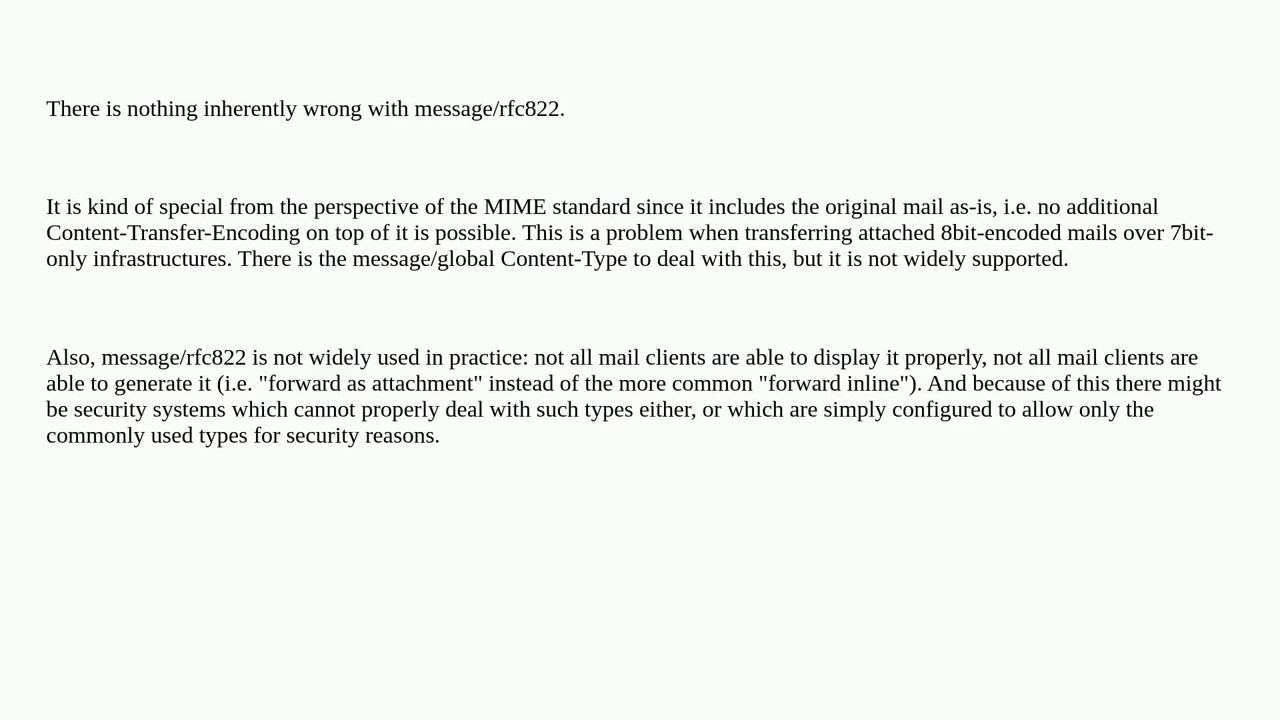 There is nothing inherently wrong with message/rfc822.
It is kind of special from the perspective of the MIME standard since it includes the original mail as-is, i.e. no additional
Content-Transfer-Encoding on top of it is possible. This is a problem when transferring attached 8bit-encoded mails over 7bit-
only infrastructures. There is the message/global Content-Type to deal with this, but it is not widely supported.
Also, message/rfc822 is not widely used in practice: not all mail clients are able to display it properly, not all mail clients are
able to generate it (i.e. "forward as attachment" instead of the more common "forward inline"). And because of this there might
be security systems which cannot properly deal with such types either, or which are simply configured to allow only the
commonly used types for security reasons.